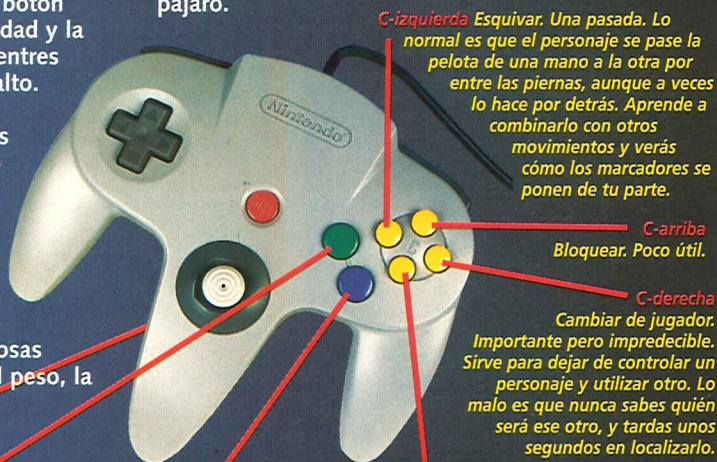 botón
dad y la
entres
alto.
s
osas
l peso, la
pájaro.
Nintendo
C-izquierda Esquivar. Una pasada. Lo
normal es que el personaje se pase la
pelota de una mano a la otra por
entre las piernas, aunque a veces
lo hace por detrás. Aprende a
combinarlo con otros
movimientos y verás
cómo los marcadores se
ponen de tu parte.
C-arriba
Bloquear. Poco útil.
C-derecha
Cambiar de jugador.
Importante pero impredecible.
Sirve para dejar de controlar un
personaje y utilizar otro. Lo
malo es que nunca sabes quién
será ese otro, y tardas unos
segundos en localizarlo.
C